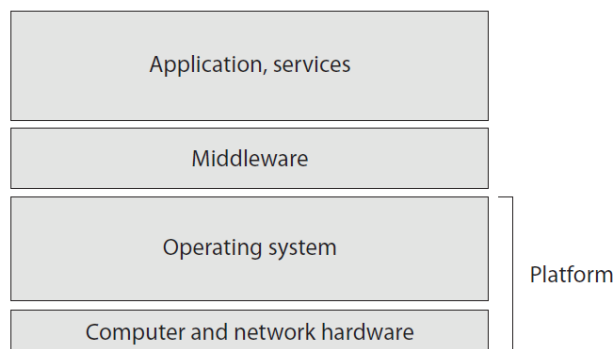 Application, services
Middleware
Operating system
Platform
Computer and network hardware